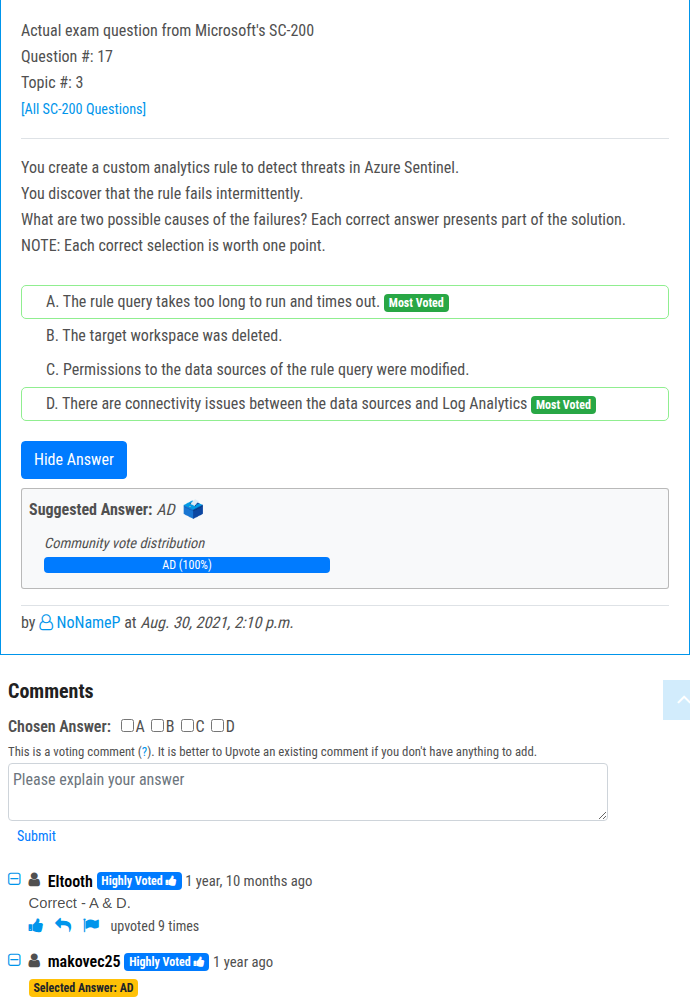 Actual exam question from Microsoft's SC-200
Question #: 17
Topic #: 3
[All SC-200 Questions]
You create a custom analytics rule to detect threats in Azure Sentinel.
You discover that the rule fails intermittently.
What are two possible causes of the failures? Each correct answer presents part of the solution.
NOTE: Each correct selection is worth one point.
A. The rule query takes too long to run and times out. Most Voted
B. The target workspace was deleted.
C. Permissions to the data sources of the rule query were modified.
D. There are connectivity issues between the data sources and Log Analytics Most Voted
Hide Answer
Suggested Answer: AD
Community vote distribution
AD (100%)
by NoNameP at Aug. 30, 2021, 2:10 p.m.
Comments
Chosen Answer: A B C D
This is a voting comment (?). It is better to Upvote an existing comment if you don't have anything to add.
Please explain your answer
Submit
Eltooth Highly Voted 1 year, 10 months ago
Correct - A & D.
upvoted 9 times
makovec25 Highly Voted 1 year ago
Selected Answer: AD